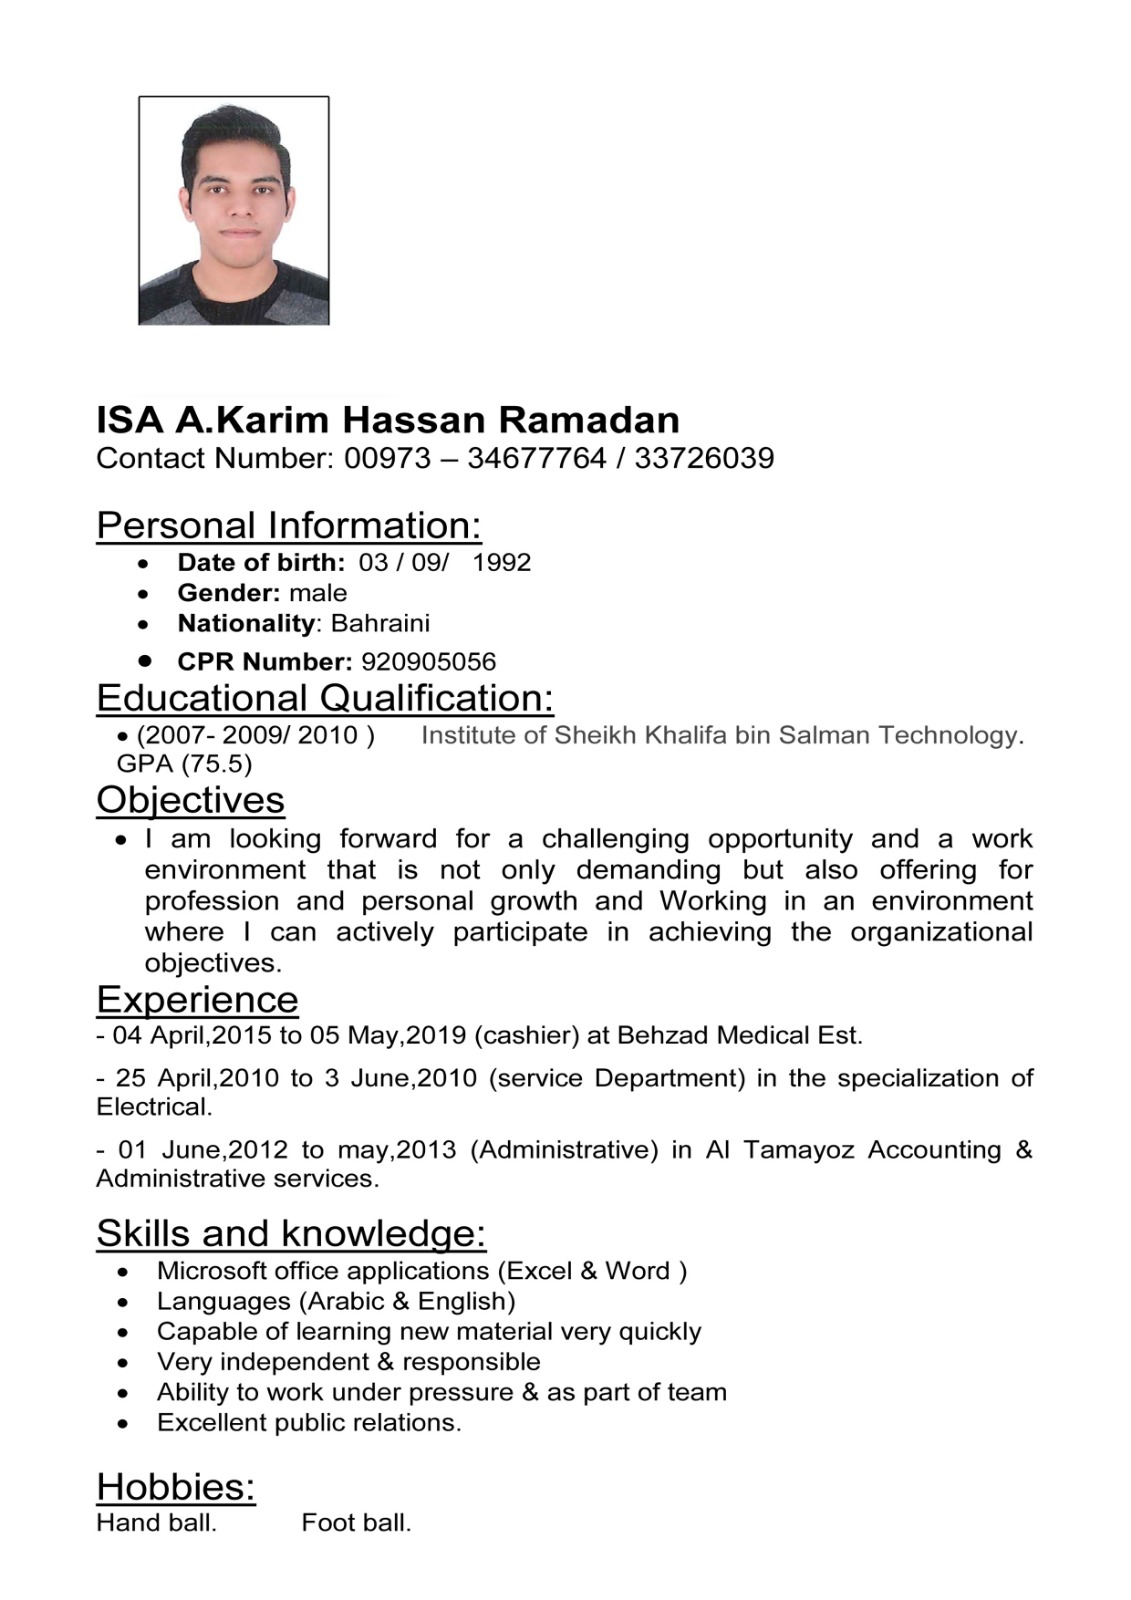 ISA A.Karim Hassan Ramadan
Contact Number: 00973 – 34677764 / 33726039
Personal Information:
• Date of birth: 03 / 09/ 1992
• Gender: male
• Nationality: Bahraini
• CPR Number: 920905056
Educational Qualification:
• (2007- 2009/ 2010 ) Institute of Sheikh Khalifa bin Salman Technology.
GPA (75.5)
Objectives
• I am looking forward for a challenging opportunity and a work
environment that is not only demanding but also offering for
profession and personal growth and Working in an environment
where I can actively participate in achieving the organizational
objectives.
Experience
- 04 April,2015 to 05 May,2019 (cashier) at Behzad Medical Est.
- 25 April,2010 to 3 June,2010 (service Department) in the specialization of
Electrical.
- 01 June,2012 to may,2013 (Administrative) in Al Tamayoz Accounting &
Administrative services.
Skills and knowledge:
• Microsoft office applications (Excel & Word )
• Languages (Arabic & English)
• Capable of learning new material very quickly
• Very independent & responsible
• Ability to work under pressure & as part of team
• Excellent public relations.
Hobbies:
Hand ball. Foot ball.